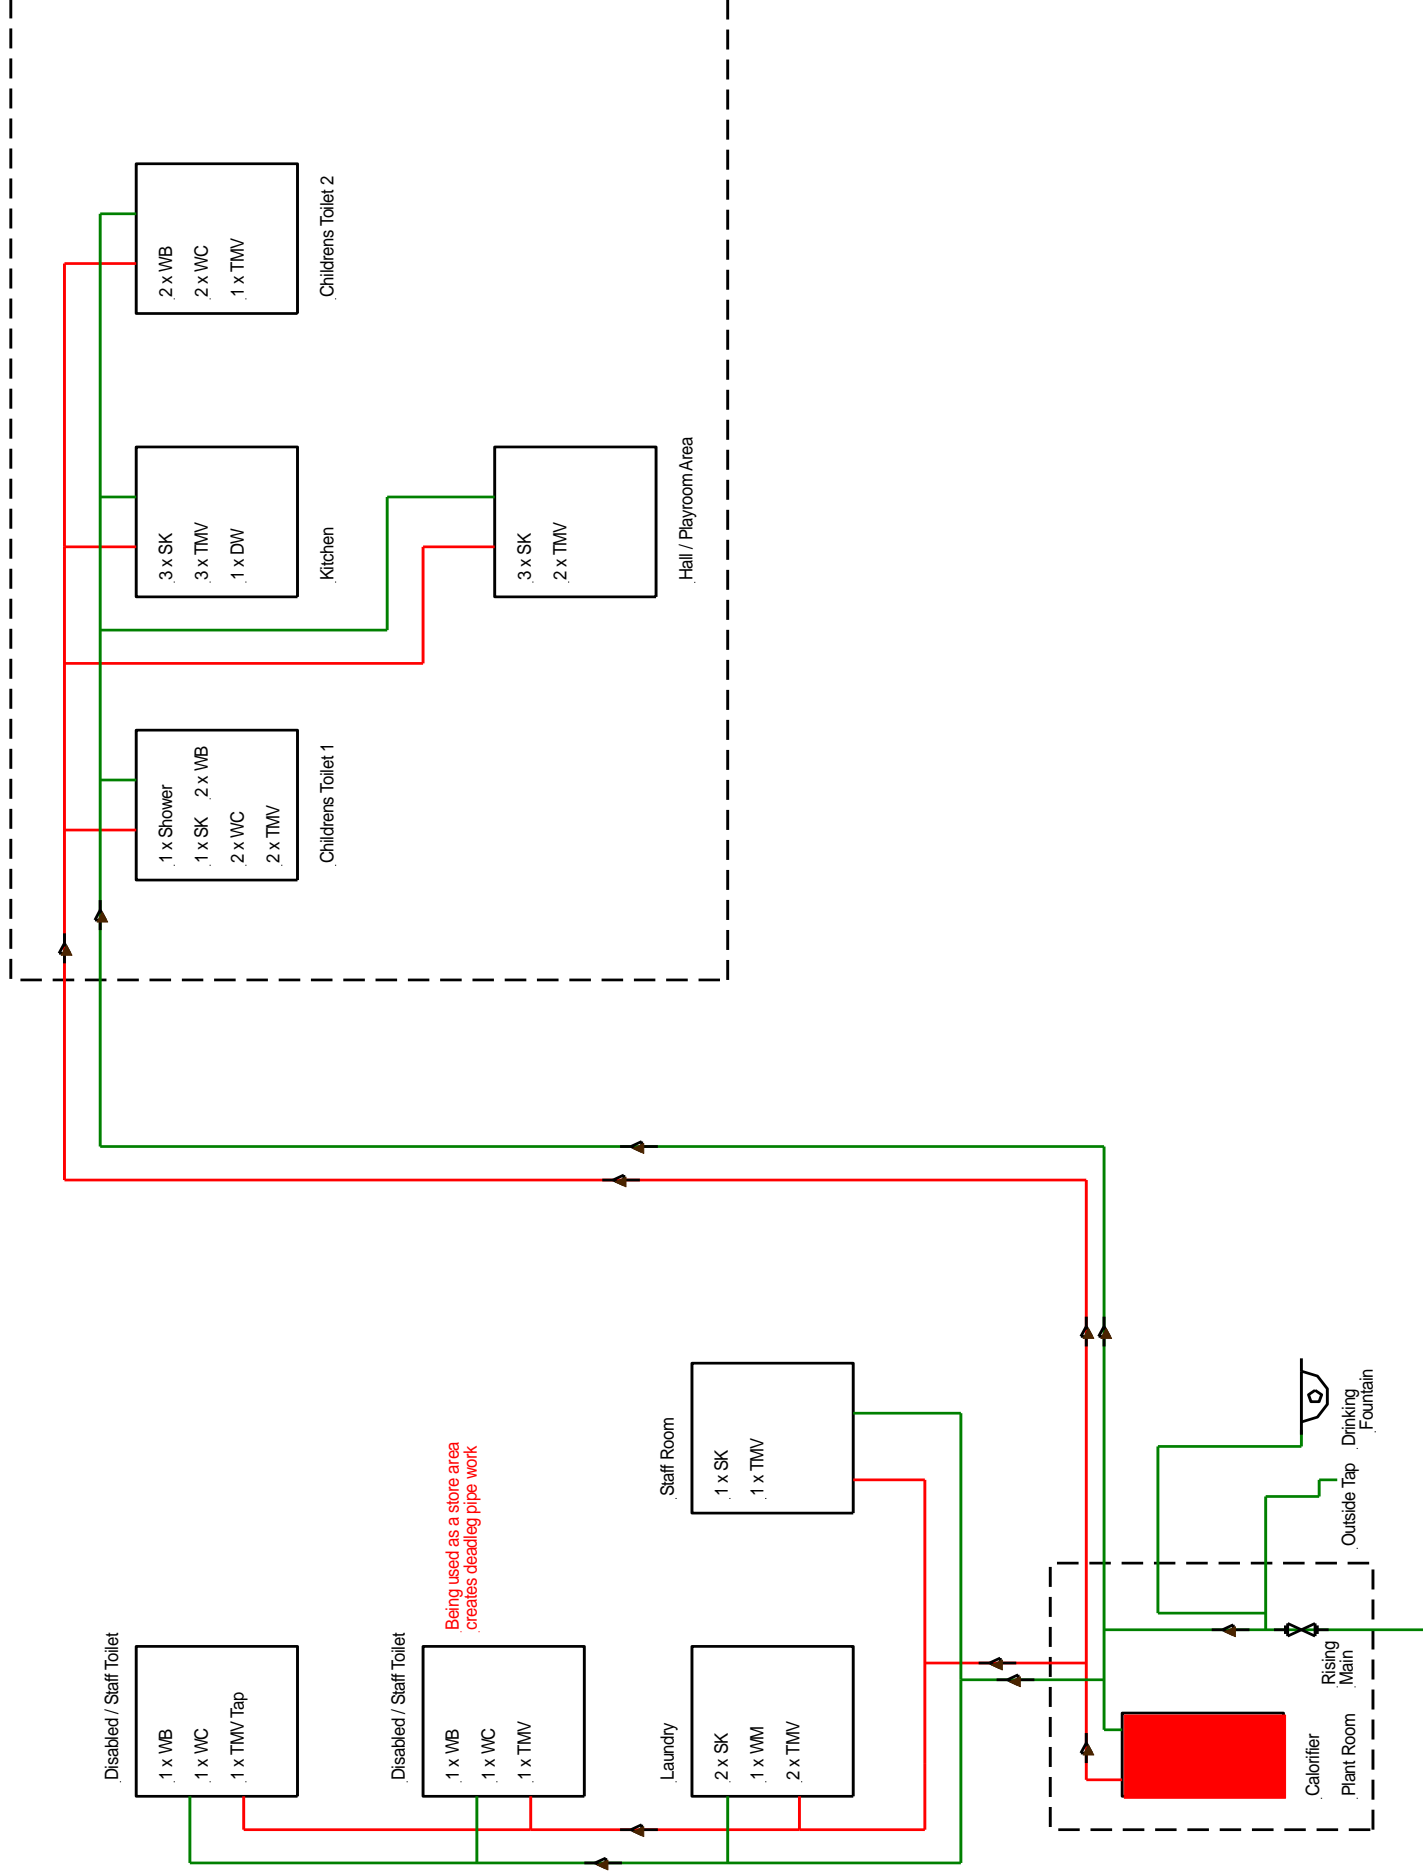 Disabled / Staff Toilet
1 x WB
1 x WC
1 x TMV Tap
Disabled / Staff Toilet
Being used as a store area
creates deadleg pipe work
1 x WB
1 x WC
1 x TMV
Laundry
2 x SK
1 x WM
2 x TMV
Staff Room
1 x SK
1 x TMV
Calorifier
Plant Room
Rising
Main
Outside Tap
Drinking
Fountain
1 x Shower
1 x SK 2 x WB
2 x WC
2 x TMV
Childrens Toilet 1
3 x SK
3 x TMV
1 x DW
Kitchen
2 x WB
2 x WC
1 x TMV
Childrens Toilet 2
3 x SK
2 x TMV
Hall / Playroom Area